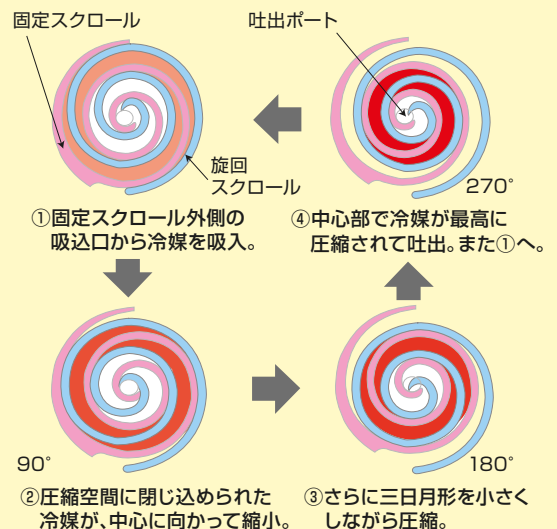 固定スクロール
吐出ポート
旋回
スクロール
270°
①固定スクロール外側の
吸込口から冷媒を吸入。
④中心部で冷媒が最高に
圧縮されて吐出。また①へ。
90°
180°
②圧縮空間に閉じ込められた
冷媒が、中心に向かって縮小。
③さらに三日月形を小さく
しながら圧縮。